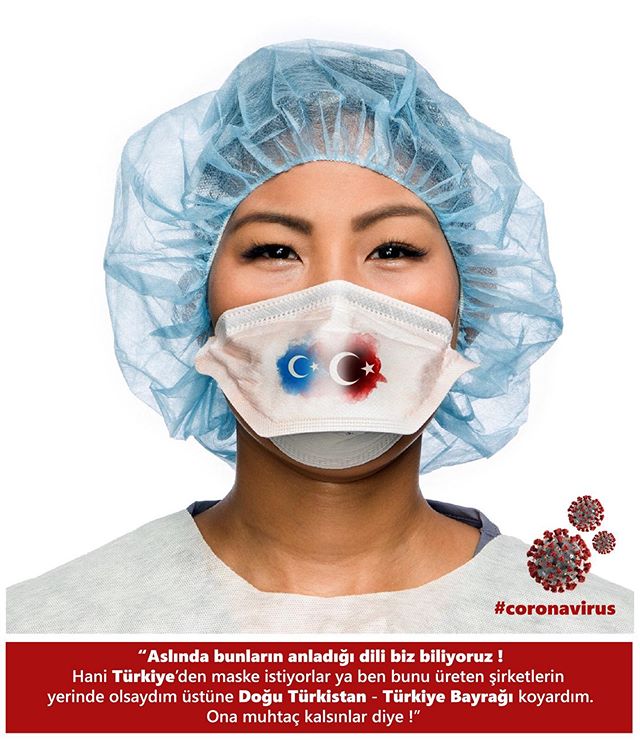 #coronavirus
“Aslında bunların anladığı dili biz biliyoruz !
Hani Türkiye’den maske istiyorlar ya ben bunu üreten şirketlerin
yerinde olsaydım üstüne Doğu Türkistan - Türkiye Bayrağı koyardım.
Ona muhtaç kalsınlar diye !”